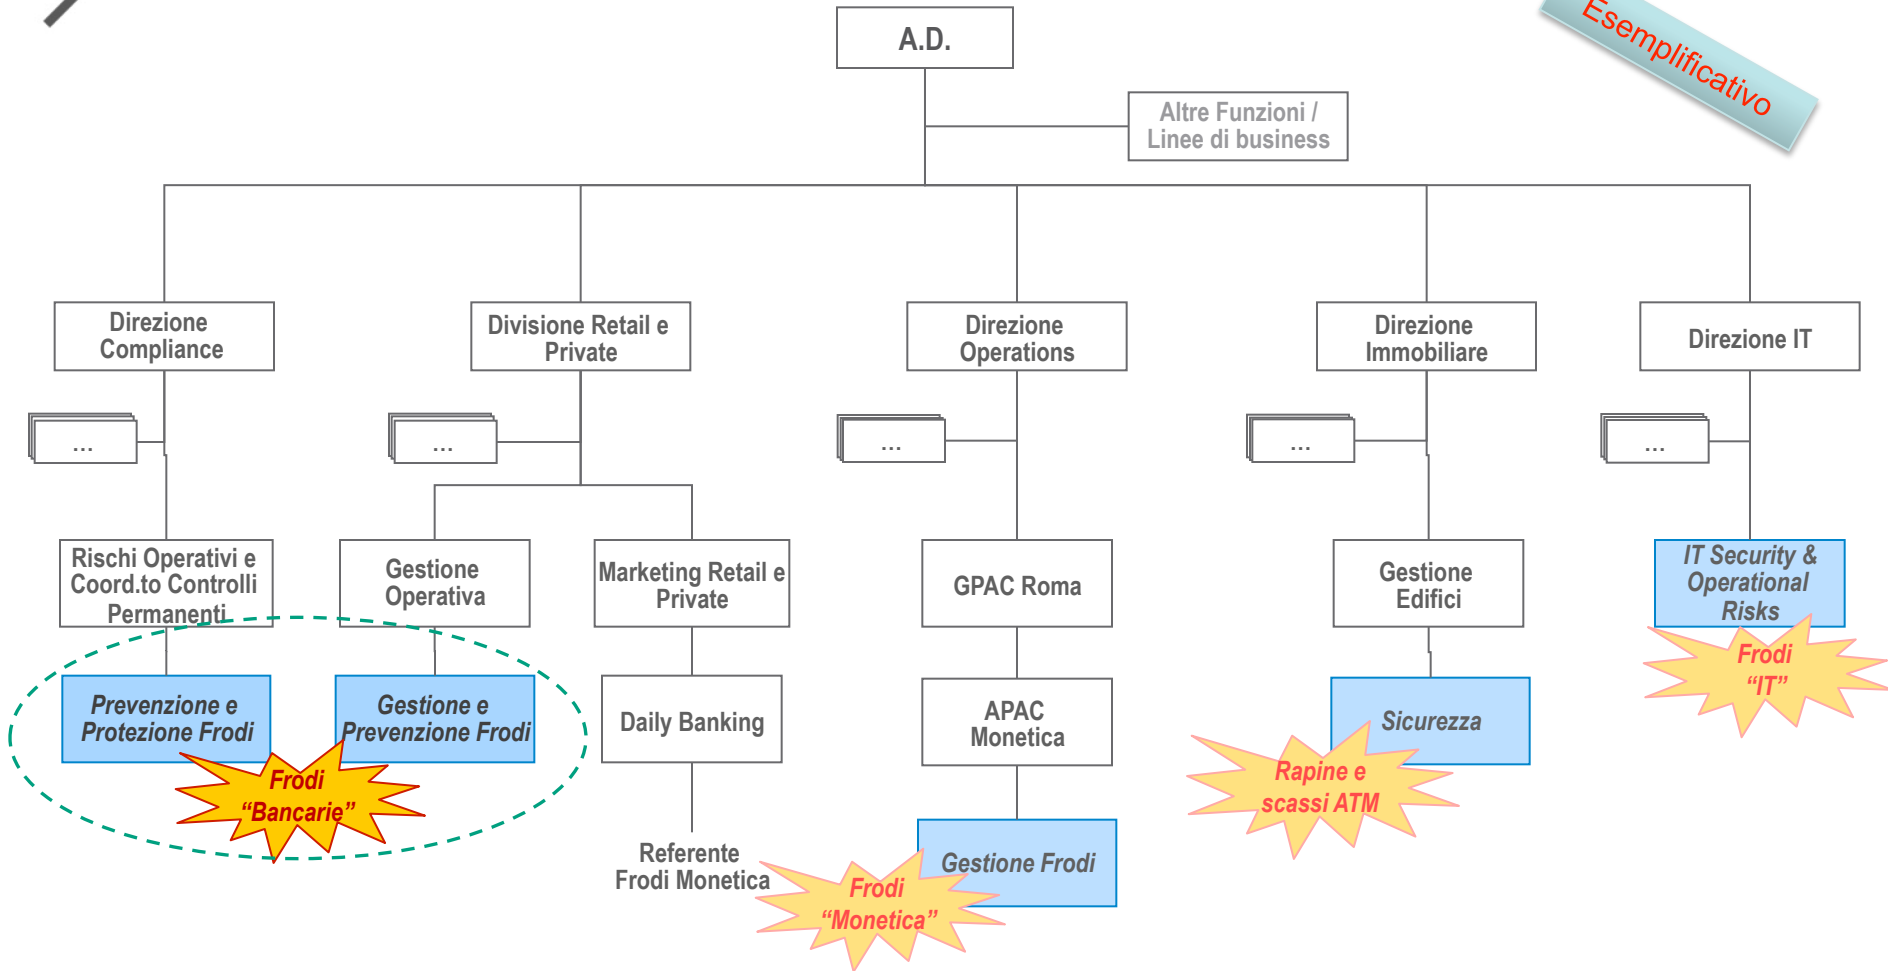 A.D.
Esemplificativo
Altre Funzioni /
Linee di business
Direzione
Compliance
Divisione Retail e
Private
Direzione
Operations
Direzione
Immobiliare
Direzione IT
...
...
...
...
...
Rischi Operativi e
Coord.to Controlli
Permanenti
Gestione
Operativa
Marketing Retail e
Private
GPAC Roma
Gestione
Edifici
IT Security &
Operational
Risks
Frodi
“IT”
Prevenzione e
Protezione Frodi
Gestione e
Prevenzione Frodi
Daily Banking
APAC
Monetica
Sicurezza
Frodi
“Bancarie”
Rapine e
scassi ATM
Referente
Frodi Monetica
Gestione Frodi
Frodi
“Monetica”